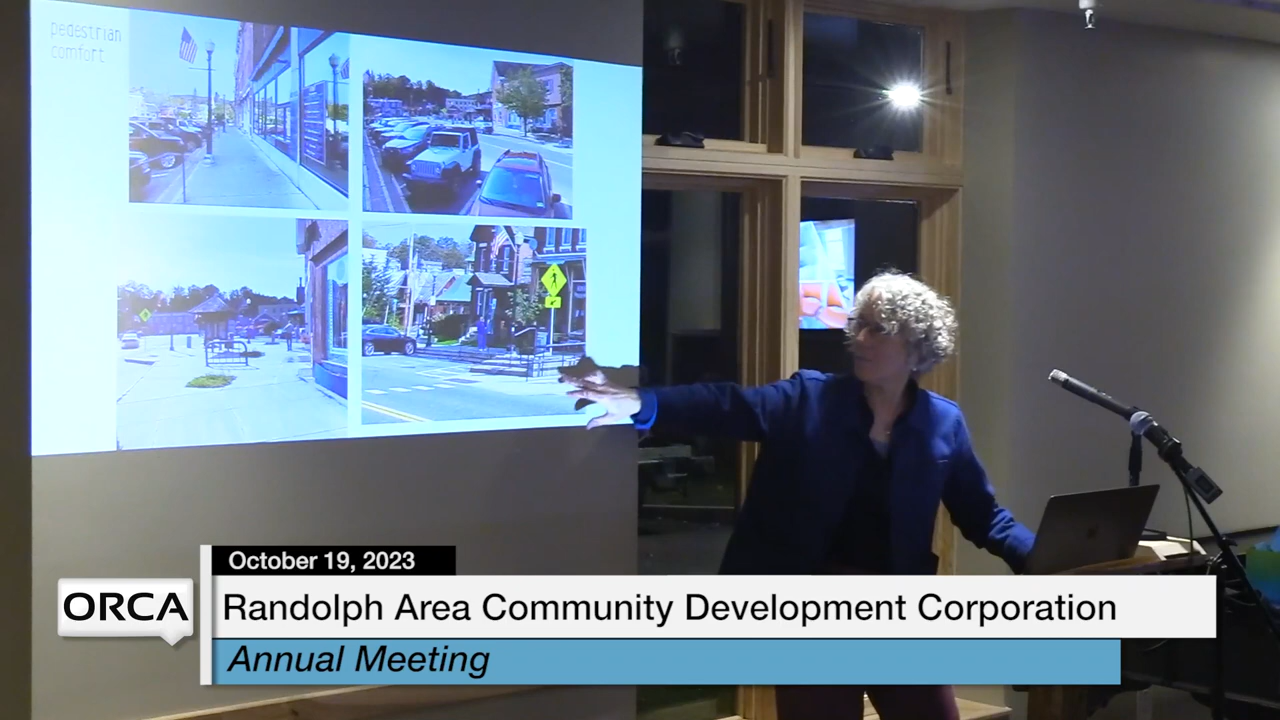 pedestrian
comfort
October 19, 2023
ORCA
Randolph Area Community Development Corporation
Annual Meeting